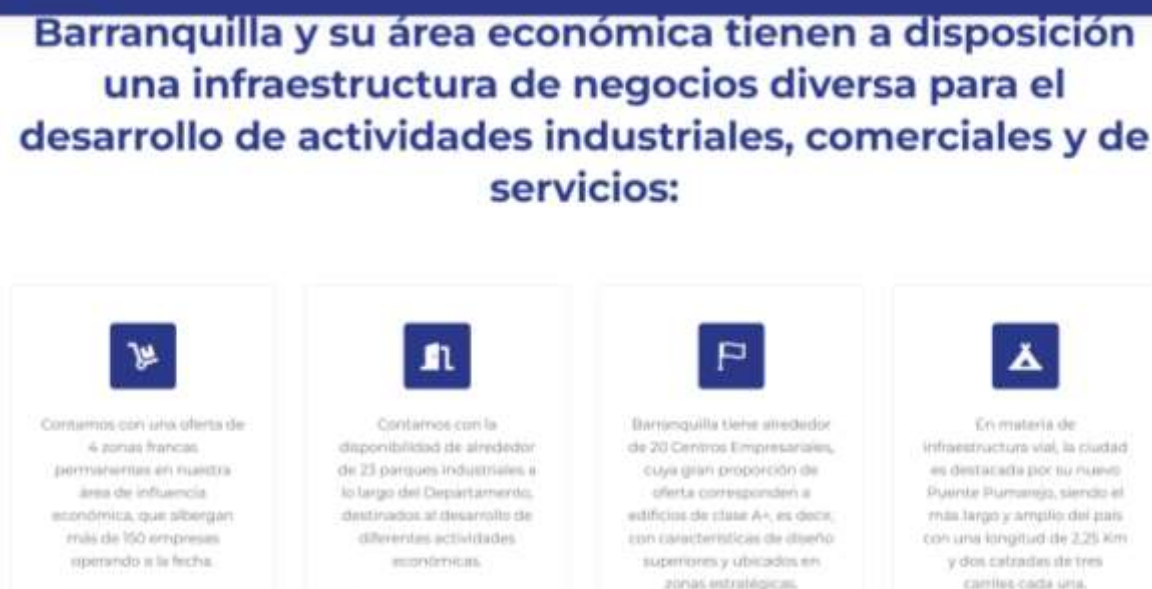 Barranquilla y su área económica tienen a disposición
una infraestructura de negocios diversa para el
desarrollo de actividades industriales, comerciales y de
servicios:
Contamos con una oferta de
4 zonas francas
permanentes en nuestra
área de influencia
económica, que albergan
más de 150 empresas
operando a la fecha.
Contamos con la
disponibilidad de alrededor
de 23 parques industriales a
lo largo del Departamento,
destinados al desarrollo de
diferentes actividades
económicas.
Barranquilla tiene alrededor
de 20 Centros Empresariales,
cuya gran proporción de
oferta corresponden a
edificios de clase A+, es decir,
con características de diseño
superiores y ubicados en
zonas estratégicas.
En materia de
infraestructura vial, la ciudad
es destacada por su nuevo
Puente Pumarejo, siendo el
más largo y amplio del país
con una longitud de 2,25 Km
y dos calzadas de tres
carriles cada una.